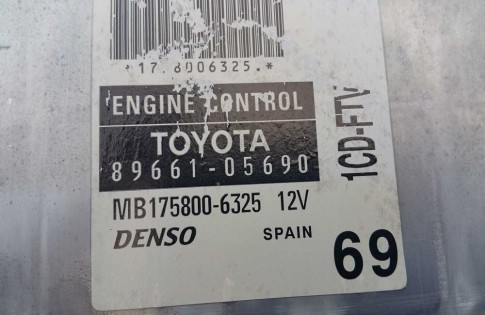 *17.8006325.*
ENGINE CONTROL
TOYOTA
89661-05690
1CD-FTV
MB175800-6325 12V
DENSO SPAIN
69